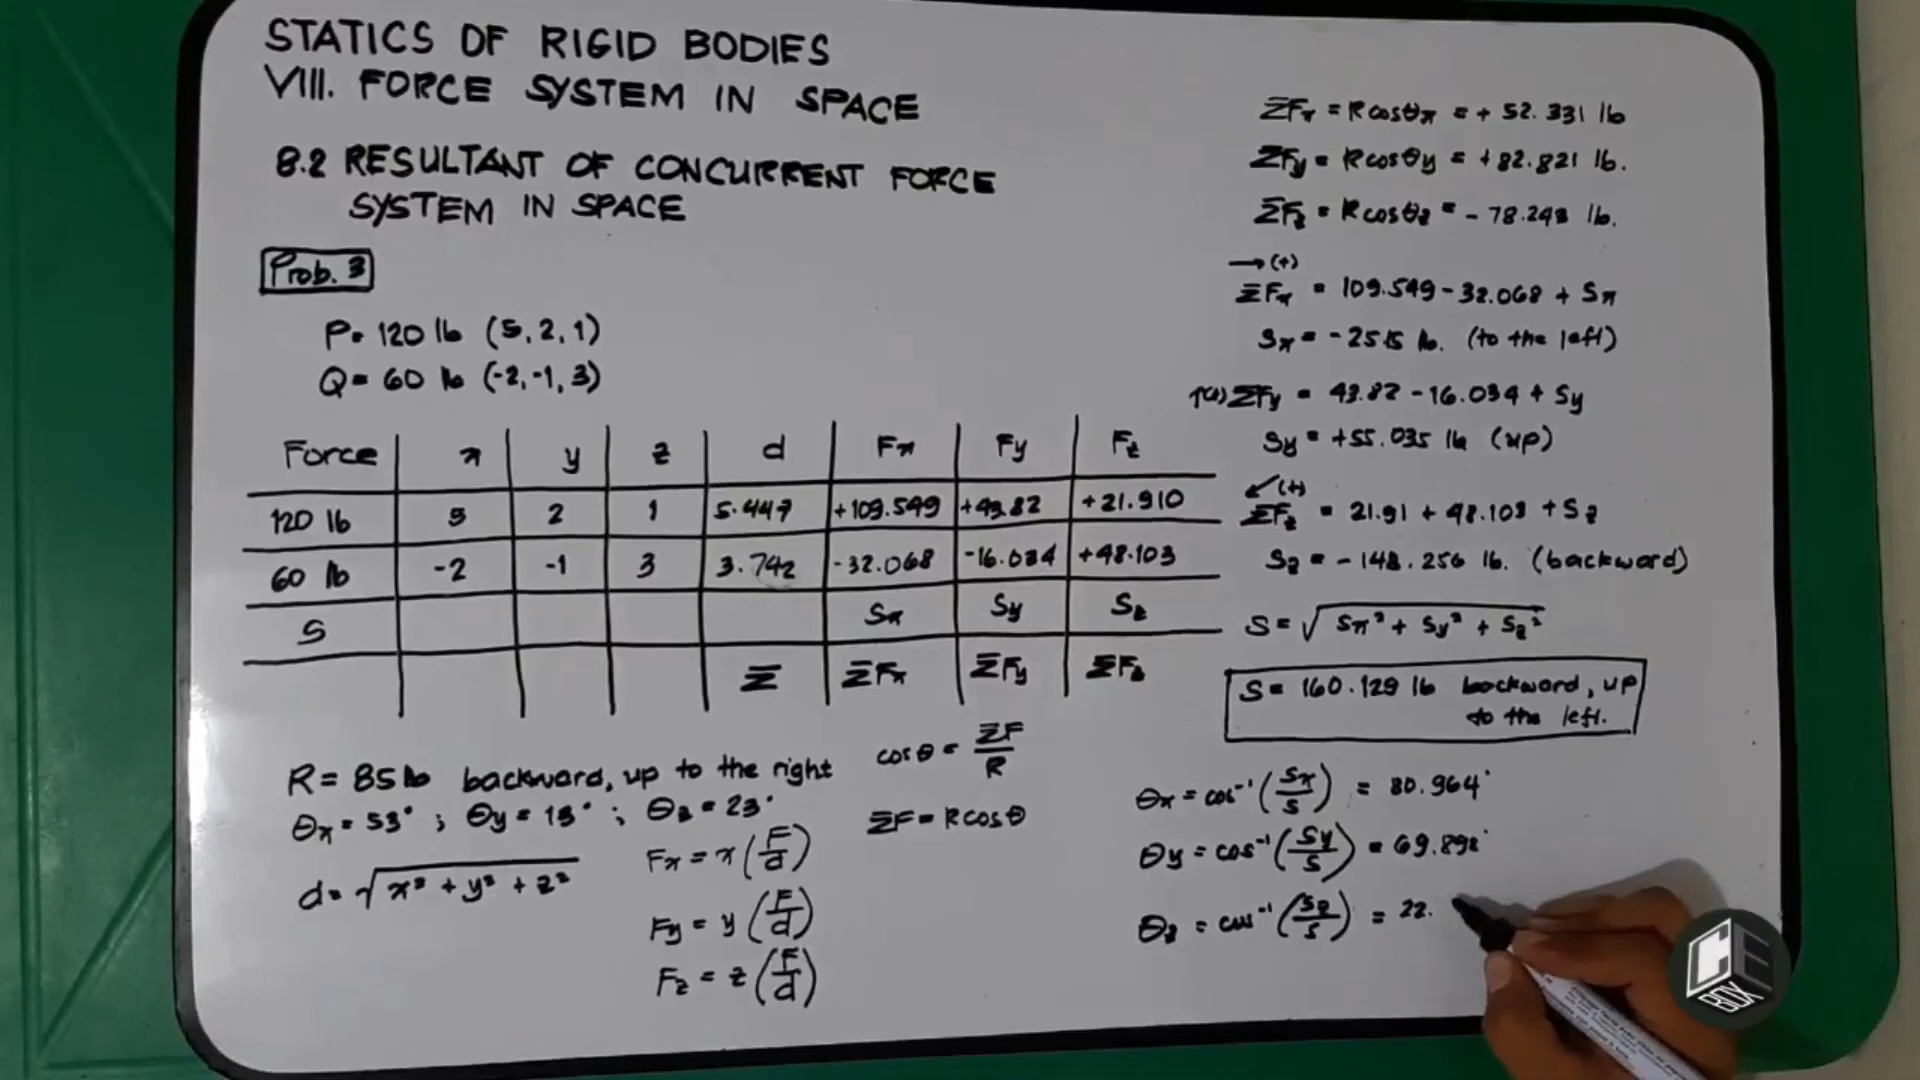 STATICS OF RIGID BODIES
VIII. FORCE SYSTEM IN SPACE
8.2 RESULTANT OF CONCURRENT FORCE
SYSTEM IN SPACE
Prob. 3
P = 120 lb (5, 2, 1)
Q = 60 lb (-2, -1, 3)
Force x y z d Fx Fy Fz
120 lb 5 2 1 5.447 +109.549 +43.82 +21.910
60 lb -2 -1 3 3.742 -32.068 -16.034 +48.103
S Sx Sy Sz
Σ ΣFx ΣFy ΣFz
R = 85 lb backward, up to the right
θx = 53°; θy = 13°; θz = 23°
d = √x² + y² + z²
Fx = x (F/d)
Fy = y (F/d)
Fz = z (F/d)
cos θ = ΣF/R
ΣF = R cos θ
ΣFx = R cos θx = + 52.331 lb
ΣFy = R cos θy = +82.821 lb.
ΣFz = R cos θz = - 78.243 lb.
→(+)
ΣFx = 109.549 - 32.068 + Sx
Sx = -25.15 lb. (to the left)
↑(+) ΣFy = 43.82 - 16.034 + Sy
Sy = +55.035 lb (up)
↙(+)
ΣFz = 21.91 + 48.103 + Sz
Sz = - 148.256 lb. (backward)
S = √Sx² + Sy² + Sz²
S = 160.129 lb backward, up
to the left.
θx = cos⁻¹ (Sx/S) = 80.964°
θy = cos⁻¹ (Sy/S) = 69.898°
θz = cos⁻¹ (Sz/S) = 22.
CE
BOX